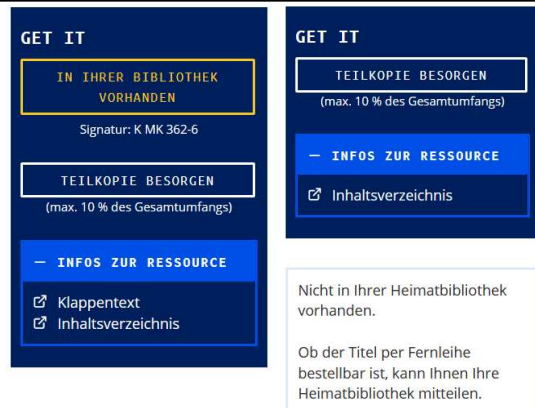 GET IT
IN IHRER BIBLIOTHEK
VORHANDEN
Signatur: K MK 362-6
TEILKOPIE BESORGEN
(max. 10 % des Gesamtumfangs)
— INFOS ZUR RESSOURCE
Klappentext
Inhaltsverzeichnis
GET IT
TEILKOPIE BESORGEN
(max. 10 % des Gesamtumfangs)
— INFOS ZUR RESSOURCE
Inhaltsverzeichnis
Nicht in Ihrer Heimatbibliothek
vorhanden.
Ob der Titel per Fernleihe
bestellbar ist, kann Ihnen Ihre
Heimatbibliothek mitteilen.